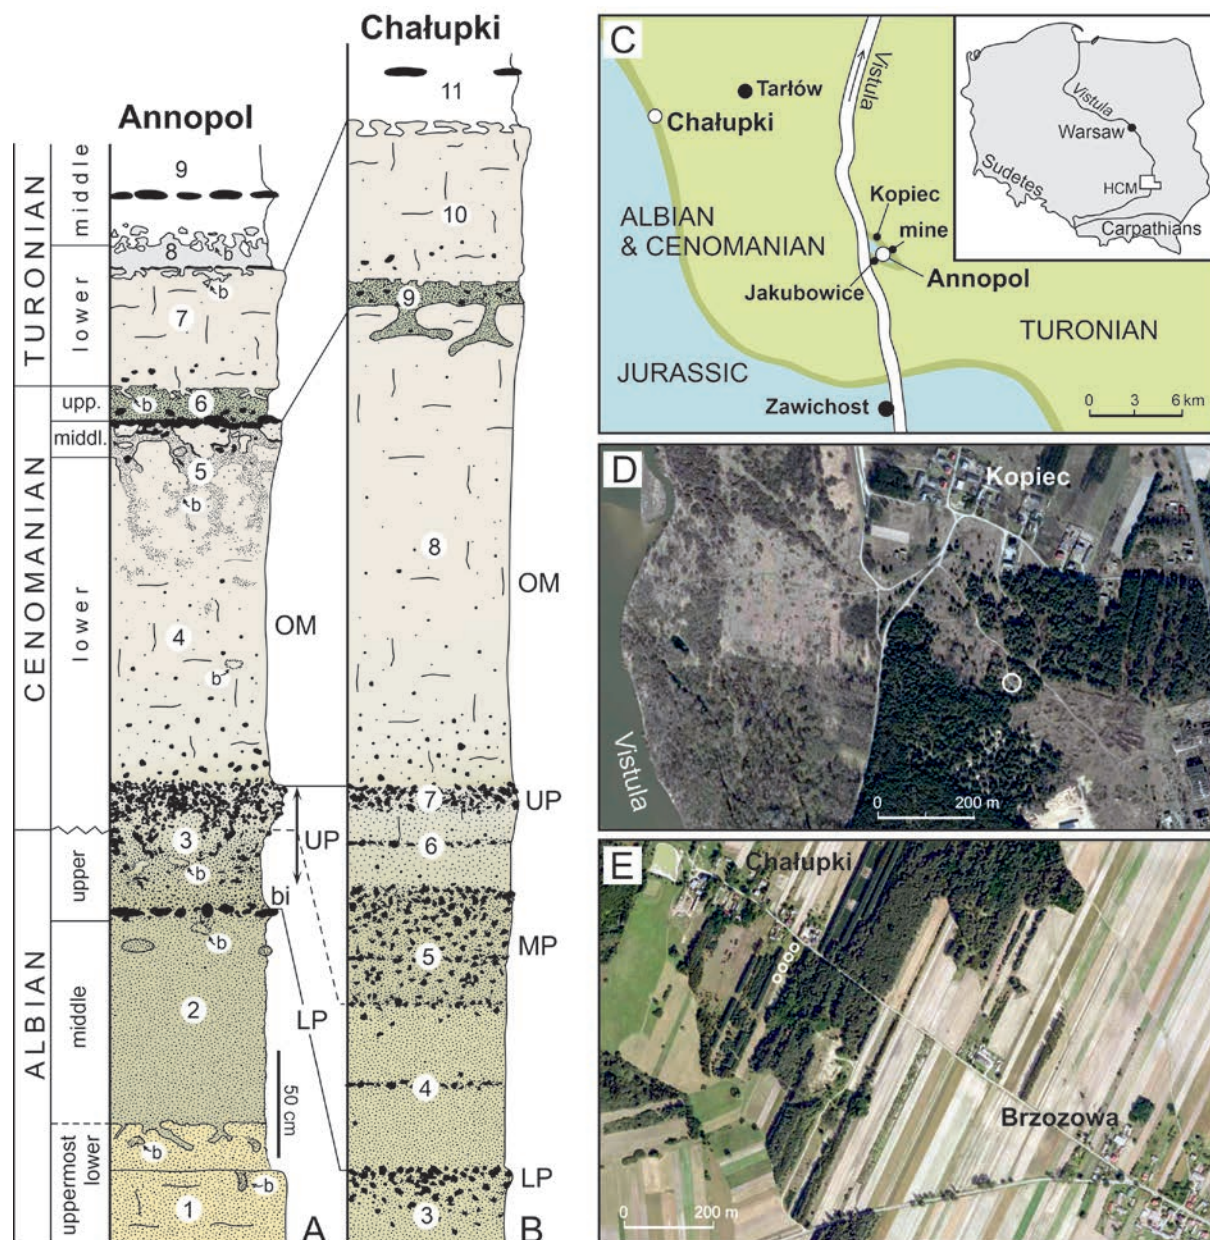 Annopol
TURONIAN
CENOMANIAN
ALBIAN
middle
lower
upp.
middl.
lower
upper
middle
uppermost
lower
9
8
b
b
7
b
6
5
b
4
b
OM
3
b
UP
bi
b
2
LP
50 cm
b
b
1
A
Chałupki
11
10
9
8
OM
7
UP
6
5
MP
4
LP
3
B
C
Tarłów
Chałupki
Vistula
Kopiec
mine
Annopol
Jakubowice
ALBIAN
& CENOMANIAN
TURONIAN
JURASSIC
Zawichost
0 3 6 km
Vistula
Warsaw
Sudetes
HCM
Carpathians
D
Kopiec
Vistula
0 200 m
E
Chałupki
Brzozowa
0 200 m